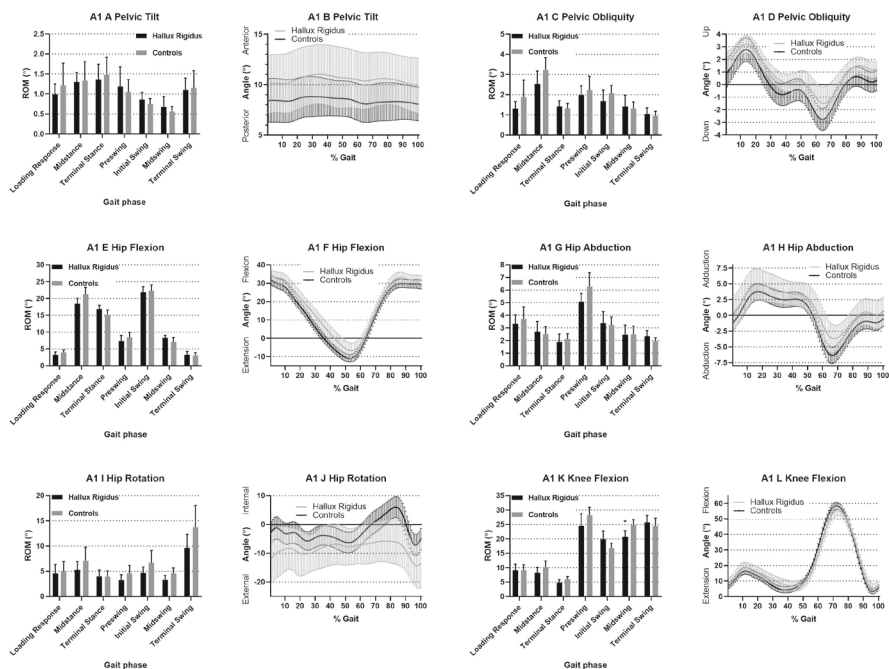 A1 A Pelvic Tilt
2.5
2.0
1.5
1.0
0.5
0.0
ROM (°)
Hallux Rigidus
Controls
Loading Response
Midstance
Terminal Stance
Preswing
Initial Swing
Midswing
Terminal Swing
Gait phase
A1 B Pelvic Tilt
Anterior
Angle (°)
Posterior
15
10
5
Hallux Rigidus
Controls
10 20 30 40 50 60 70 80 90 100
% Gait
A1 C Pelvic Obliquity
5
4
3
2
1
0
ROM (°)
Hallux Rigidus
Controls
Loading Response
Midstance
Terminal Stance
Preswing
Initial Swing
Midswing
Terminal Swing
Gait phase
A1 D Pelvic Obliquity
Up
Angle (°)
Down
4
3
2
1
0
-1
-2
-3
-4
Hallux Rigidus
Controls
10 20 30 40 50 60 70 80 90 100
% Gait
A1 E Hip Flexion
30
25
20
15
10
5
0
ROM (°)
Hallux Rigidus
Controls
Loading Response
Midstance
Terminal Stance
Preswing
Initial Swing
Midswing
Terminal Swing
Gait phase
A1 F Hip Flexion
Flexion
Angle (°)
Extension
40
30
20
10
0
-10
Hallux Rigidus
Controls
10 20 30 40 50 60 70 80 90 100
% Gait
A1 G Hip Abduction
8
7
6
5
4
3
2
1
0
ROM (°)
Hallux Rigidus
Controls
Loading Response
Midstance
Terminal Stance
Preswing
Initial Swing
Midswing
Terminal Swing
Gait phase
A1 H Hip Abduction
Adduction
Angle (°)
Abduction
7.5
5.0
2.5
0.0
-2.5
-5.0
-7.5
Hallux Rigidus
Controls
10 20 30 40 50 60 70 80 90 100
% Gait
A1 I Hip Rotation
20
15
10
5
0
ROM (°)
Hallux Rigidus
Controls
Loading Response
Midstance
Terminal Stance
Preswing
Initial Swing
Midswing
Terminal Swing
Gait phase
A1 J Hip Rotation
Internal
Angle (°)
External
10
0
-10
-20
Hallux Rigidus
Controls
10 20 30 40 50 60 70 80 90 100
% Gait
A1 K Knee Flexion
35
30
25
20
15
10
5
0
ROM (°)
Hallux Rigidus
Controls
*
Loading Response
Midstance
Terminal Stance
Preswing
Initial Swing
Midswing
Terminal Swing
Gait phase
A1 L Knee Flexion
Flexion
Angle (°)
Extension
60
50
40
30
20
10
0
Hallux Rigidus
Controls
10 20 30 40 50 60 70 80 90 100
% Gait